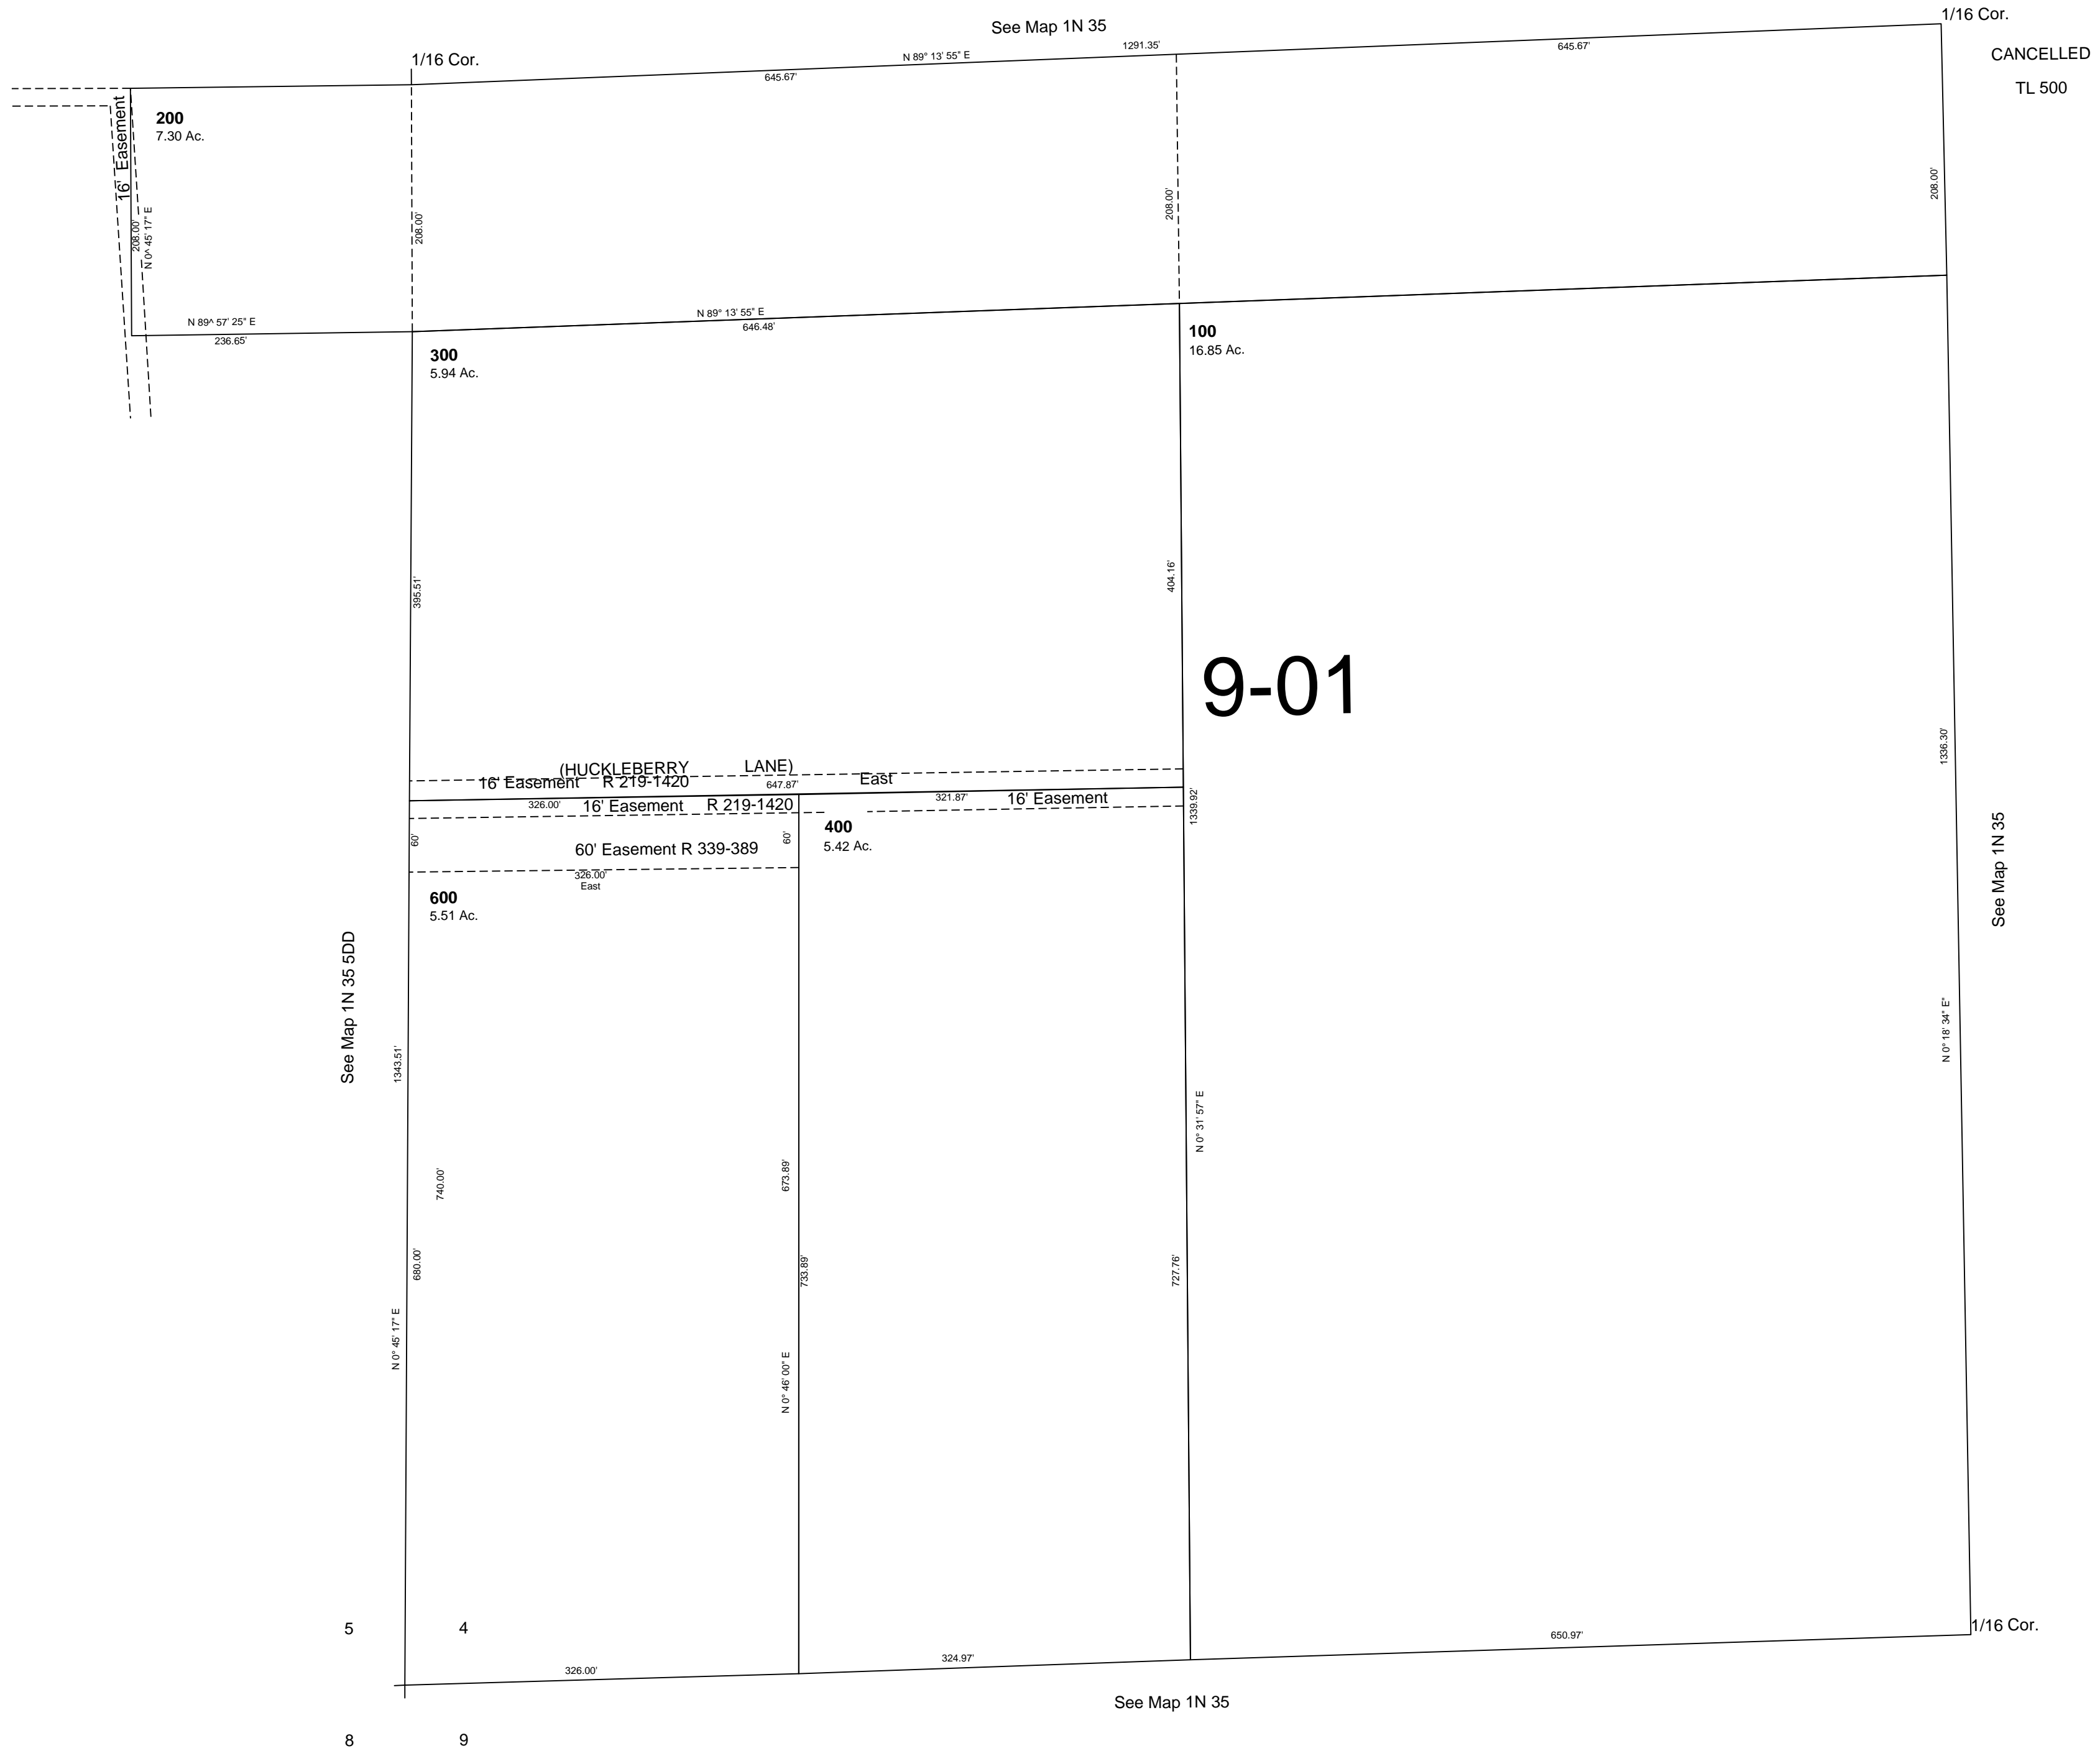 See Map 1N 35
1/16 Cor.
CANCELLED
TL 500
1/16 Cor.
N 89° 13' 55" E
1291.35'
645.67'
645.67'
16' Easement
200
7.30 Ac.
208.00'
N 0^ 45' 17" E
208.00'
208.00'
208.00'
N 89^ 57' 25" E
236.65'
N 89° 13' 55" E
646.48'
300
5.94 Ac.
100
16.85 Ac.
395.51'
404.16'
9-01
1336.30'
(HUCKLEBERRY LANE)
16' Easement R 219-1420
647.87'
East
326.00'
16' Easement R 219-1420
321.87'
16' Easement
1339.92'
60'
60'
400
5.42 Ac.
60' Easement R 339-389
326.00'
East
600
5.51 Ac.
See Map 1N 35
See Map 1N 35 5DD
1343.51'
N 0° 18' 34" E"
N 0° 31' 57" E
740.00'
673.89'
680.00'
733.89'
727.76'
N 0° 45' 17" E
N 0° 46' 00" E
5 4
1/16 Cor.
650.97'
326.00'
324.97'
See Map 1N 35
8 9